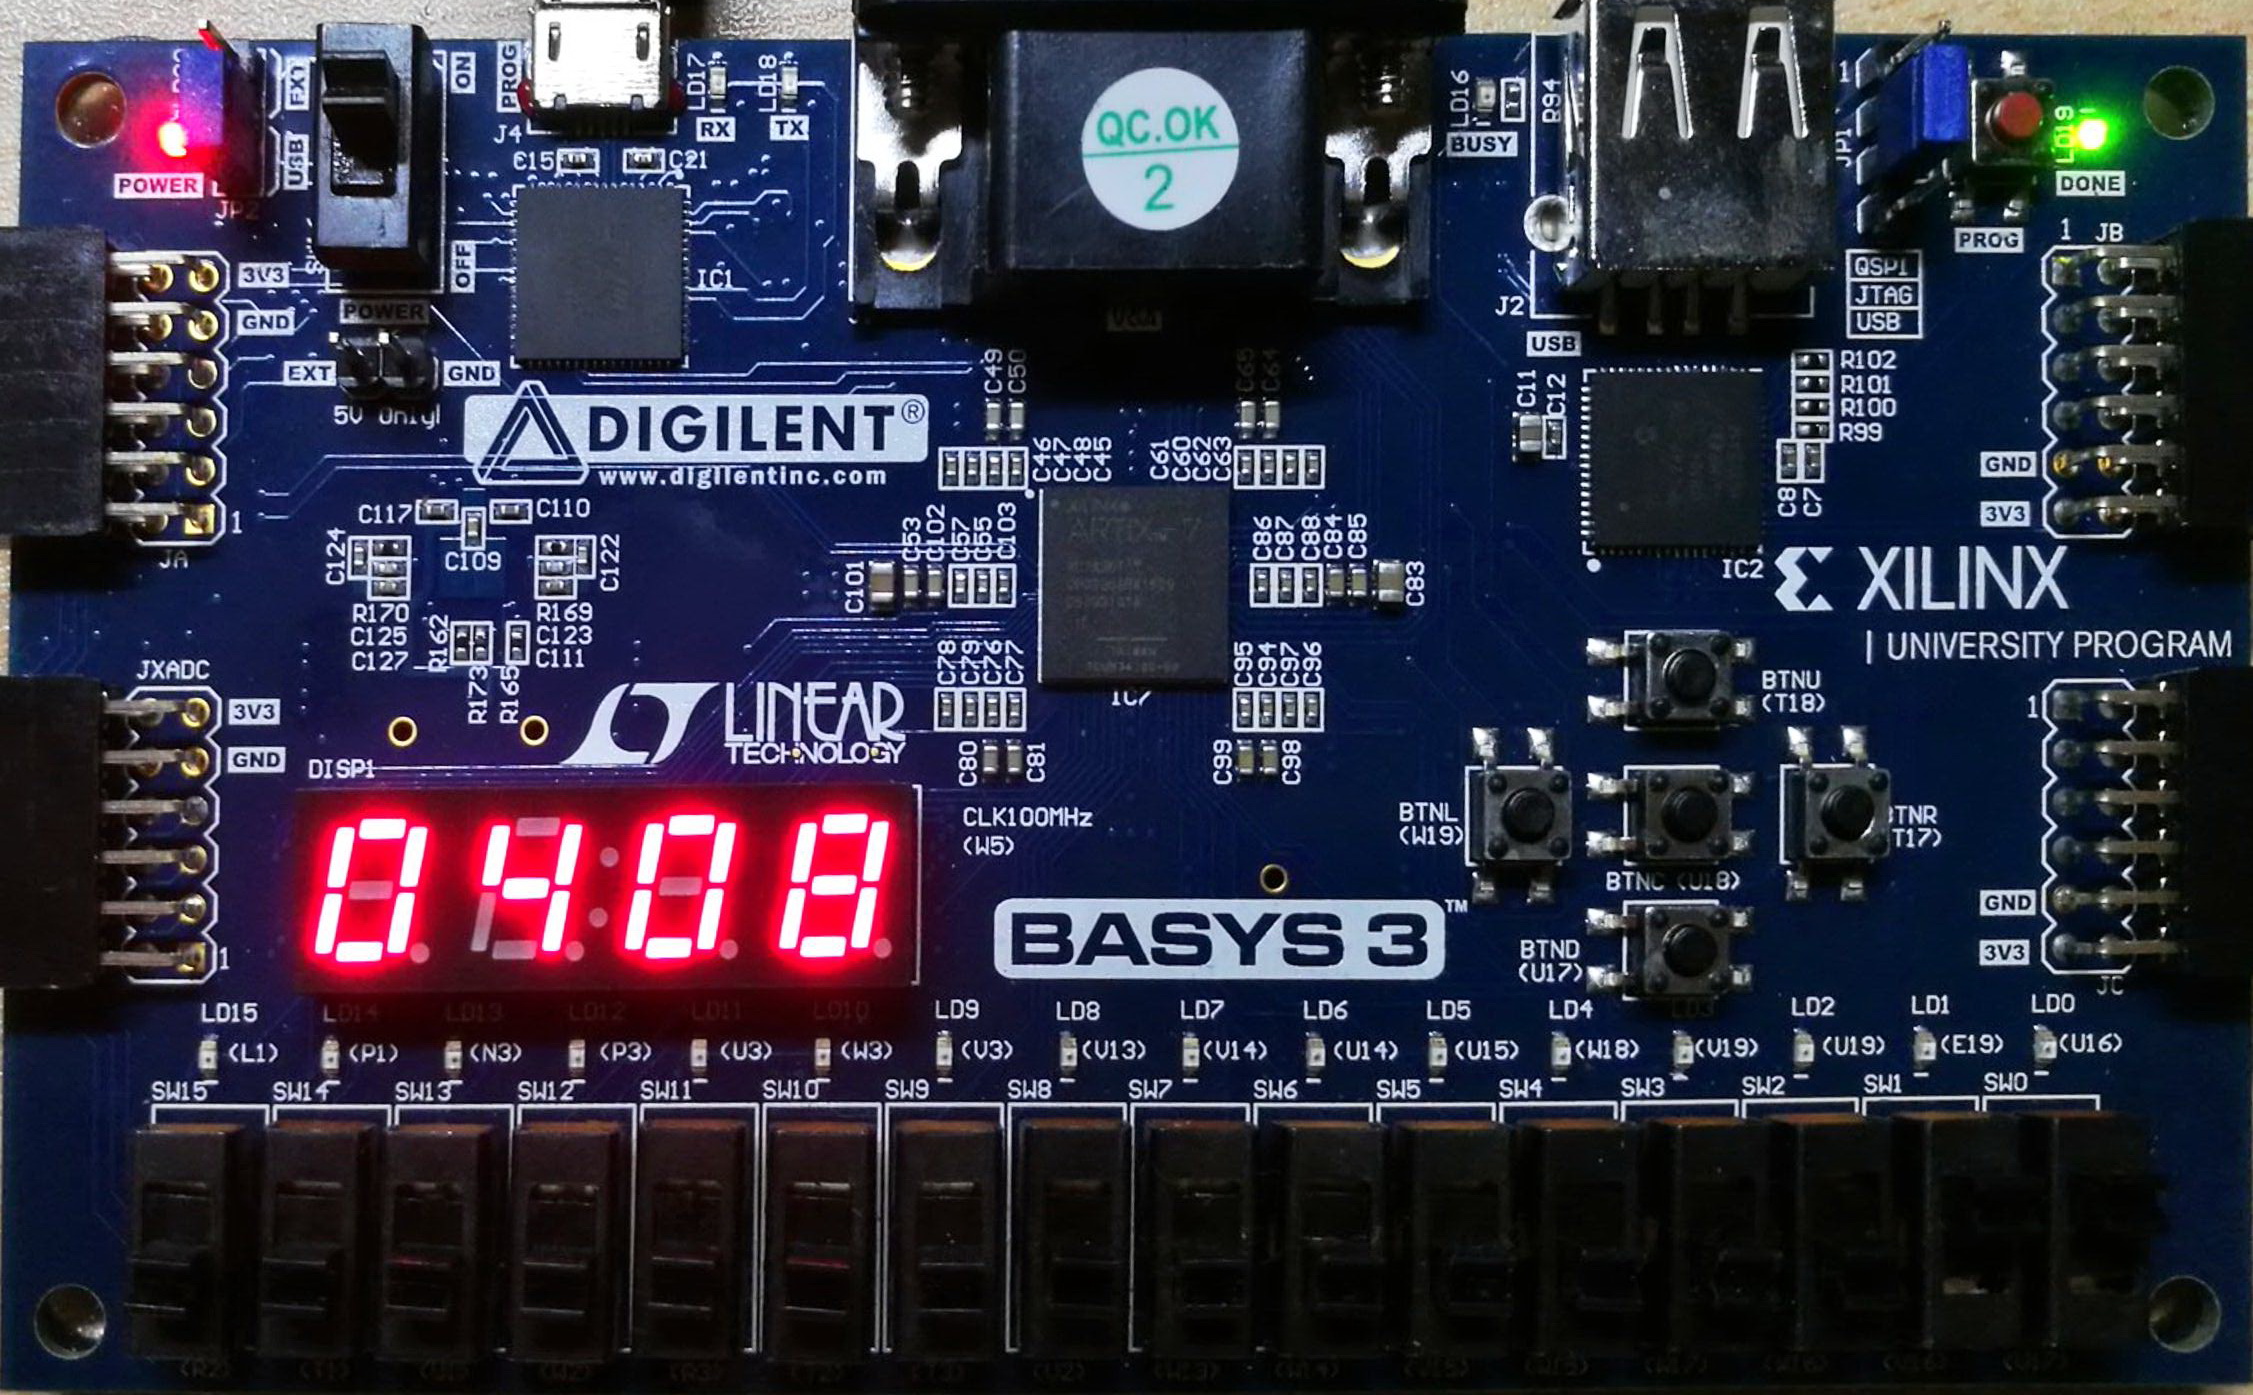 EXT
ON
PROG
LD17
LD18
QC.OK
2
LD16
R94
1
JP1
LD19
J4
RX
TX
BUSY
C15
C21
USB
POWER
JP2
DONE
PROG
1 JB
3V3
OFF
IC1
QSPI
JTAG
USB
GND
POWER
J2
USB
EXT
GND
5V Only!
C49
C50
C65
C64
R102
R101
R100
R99
C11
C12
DIGILENT®
www.digilentinc.com
C46
C47
C48
C45
C61
C60
C62
C63
GND
C8
C7
3V3
1
JA
C117
C110
C109
C124
C122
C53
C102
C57
C55
C103
ARTIX-7
C86
C87
C88
C84
C85
C101
C83
IC2
XILINX
UNIVERSITY PROGRAM
R170
C125
C127
R162
R169
C123
C111
R173
R165
C78
C79
C76
C77
IC7
C95
C94
C97
C96
JXADC
3V3
GND
LINEAR
TECHNOLOGY
C80
C81
C99
C98
BTNU
(T18)
1
DISP1
CLK100MHz
(W5)
BTNL
(W19)
BTNR
(T17)
BTNC (U18)
0408
BASYS 3™
BTND
(U17)
GND
3V3
1
JC
LD15 LD14 LD13 LD12 LD11 LD10 LD9 LD8 LD7 LD6 LD5 LD4 LD3 LD2 LD1 LD0
(L1) (P1) (N3) (P3) (U3) (W3) (V3) (V13) (V14) (U14) (U15) (W18) (V19) (U19) (E19) (U16)
SW15 SW14 SW13 SW12 SW11 SW10 SW9 SW8 SW7 SW6 SW5 SW4 SW3 SW2 SW1 SW0